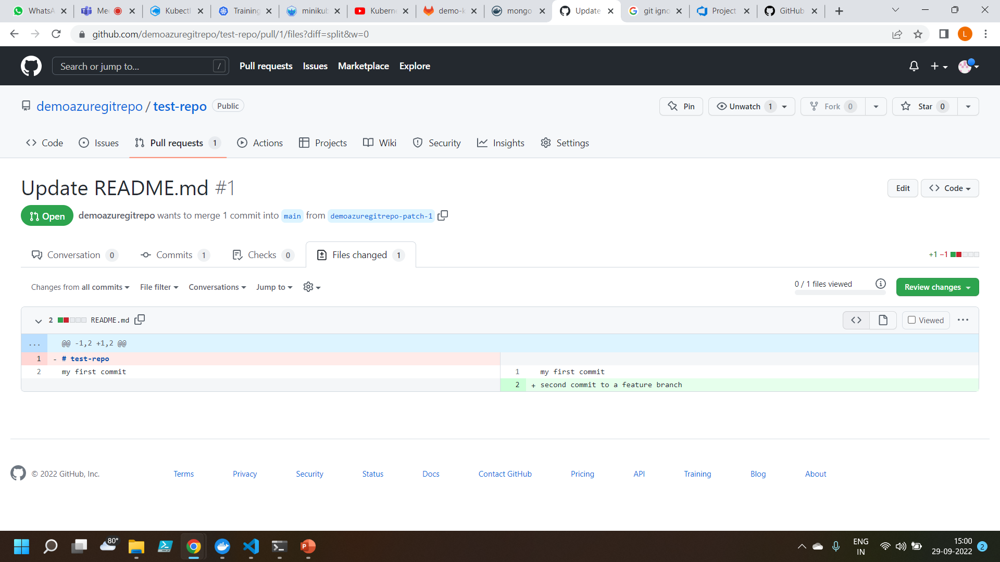 WhatsA
Me
Kubectl
Training
minikub
Kuberne
demo-k
mongo
Update
git igno
Project
GitHub
github.com/demoazuregitrepo/test-repo/pull/1/files?diff=split&w=0
L
Search or jump to... /
Pull requests Issues Marketplace Explore
demoazuregitrepo / test-repo Public
Pin Unwatch 1 Fork 0 Star 0
Code Issues Pull requests 1 Actions Projects Wiki Security Insights Settings
Update README.md #1
Edit Code
Open demoazuregitrepo wants to merge 1 commit into main from demoazuregitrepo-patch-1
Conversation 0 Commits 1 Checks 0 Files changed 1
+1 −1
Changes from all commits File filter Conversations Jump to
0 / 1 files viewed
Review changes
2 README.md
Viewed
... @@ -1,2 +1,2 @@
1 - # test-repo
2 my first commit
1 my first commit
2 + second commit to a feature branch
© 2022 GitHub, Inc. Terms Privacy Security Status Docs Contact GitHub Pricing API Training Blog About
80°
ENG
IN
15:00
29-09-2022
2